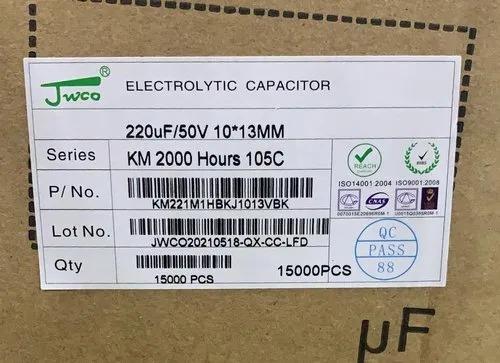 Jwco®
ELECTROLYTIC CAPACITOR
220uF/50V 10*13MM
Series KM 2000 Hours 105C
REACH
ISO14001:2004 ISO9001:2008
P/ No. KM221M1HBKJ1013VBK
CNAS
Lot No. JWCO20210518-QX-CC-LFD
Qty 15000 PCS 15000PCS
QC
PASS
88
µF